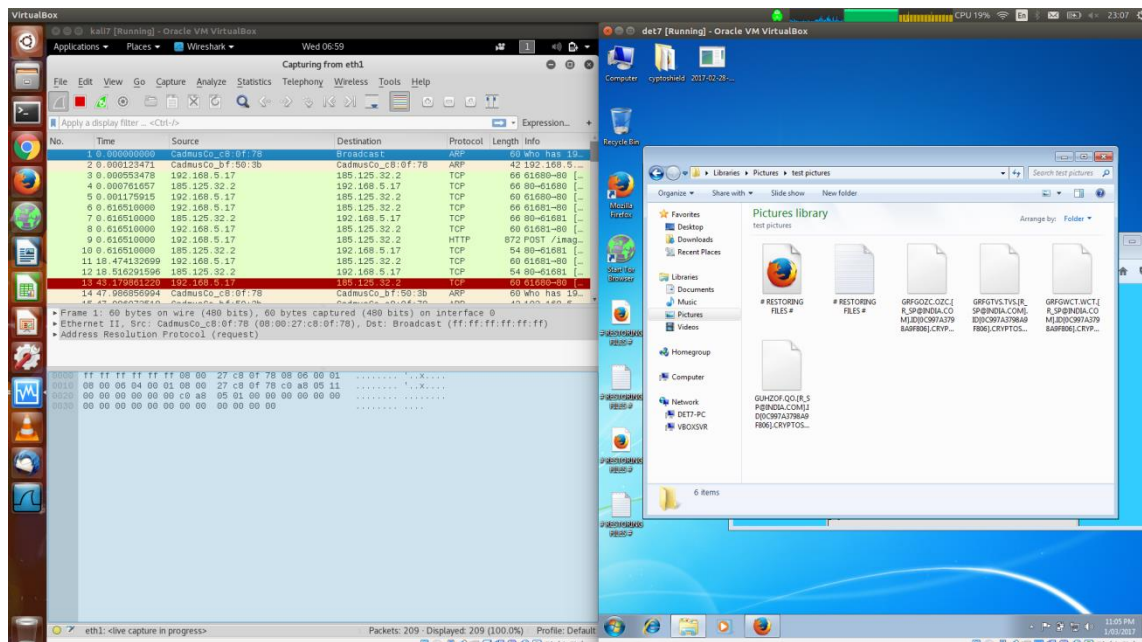 VirtualBox
CPU 19%
En
23:07
kali7 [Running] - Oracle VM VirtualBox
Applications
Places
Wireshark
Wed 06:59
1
Capturing from eth1
File Edit View Go Capture Analyze Statistics Telephony Wireless Tools Help
Apply a display filter ... <Ctrl-/>
Expression...
+
No. Time Source Destination Protocol Length Info
1 0.000000000 CadmusCo_c8:0f:78 Broadcast ARP 60 Who has 19…
2 0.000123471 CadmusCo_bf:50:3b CadmusCo_c8:0f:78 ARP 42 192.168.5.…
3 0.000553478 192.168.5.17 185.125.32.2 TCP 66 61680→80 […
4 0.000761657 185.125.32.2 192.168.5.17 TCP 66 80→61680 […
5 0.001175915 192.168.5.17 185.125.32.2 TCP 60 61680→80 […
6 0.616510000 192.168.5.17 185.125.32.2 TCP 66 61681→80 […
7 0.616510000 185.125.32.2 192.168.5.17 TCP 66 80→61681 […
8 0.616510000 192.168.5.17 185.125.32.2 TCP 60 61681→80 […
9 0.616510000 192.168.5.17 185.125.32.2 HTTP 872 POST /imag…
10 0.616510000 185.125.32.2 192.168.5.17 TCP 54 80→61681 […
11 18.474132699 192.168.5.17 185.125.32.2 TCP 60 61681→80 […
12 18.516291596 185.125.32.2 192.168.5.17 TCP 54 80→61681 […
13 43.179861220 192.168.5.17 185.125.32.2 TCP 60 61680→80 […
14 47.986856994 CadmusCo_c8:0f:78 CadmusCo_bf:50:3b ARP 60 Who has 19…
Frame 1: 60 bytes on wire (480 bits), 60 bytes captured (480 bits) on interface 0
Ethernet II, Src: CadmusCo_c8:0f:78 (08:00:27:c8:0f:78), Dst: Broadcast (ff:ff:ff:ff:ff:ff)
Address Resolution Protocol (request)
0000 ff ff ff ff ff ff 08 00 27 c8 0f 78 08 06 00 01 ........ '..x....
0010 08 00 06 04 00 01 08 00 27 c8 0f 78 c0 a8 05 11 ........ '..x....
0020 00 00 00 00 00 00 c0 a8 05 01 00 00 00 00 00 00 ........ ........
0030 00 00 00 00 00 00 00 00 00 00 00 00 ........ ....
eth1: <live capture in progress>
Packets: 209 · Displayed: 209 (100.0%)
Profile: Default
det7 [Running] - Oracle VM VirtualBox
Computer
cyptoshield
2017-02-28-...
Recycle Bin
Mozilla
Firefox
Start Tor
Browser
# RESTORING
FILES #
# RESTORING
FILES #
# RESTORING
FILES #
# RESTORING
FILES #
Libraries
Pictures
test pictures
Search test pictures
Organize
Share with
Slide show
New folder
Favorites
Desktop
Downloads
Recent Places
Libraries
Documents
Music
Pictures
Videos
Homegroup
Computer
Network
DET7-PC
VBOXSVR
Pictures library
test pictures
Arrange by: Folder
# RESTORING
FILES #
# RESTORING
FILES #
GRFGOZC.OZC.[
R_SP@INDIA.CO
M].ID[0C997A379
8A9FB06].CRYP...
GRFGTVS.TVS.[R_
SP@INDIA.COM].
ID[0C997A3798A9
FB06].CRYPTOS...
GRFGWCT.WCT.[
R_SP@INDIA.CO
M].ID[0C997A379
8A9FB06].CRYP...
GUHZOF.QO.[R_S
P@INDIA.COM].I
D[0C997A3798A9
FB06].CRYPTOS...
6 items
11:05 PM
1/03/2017